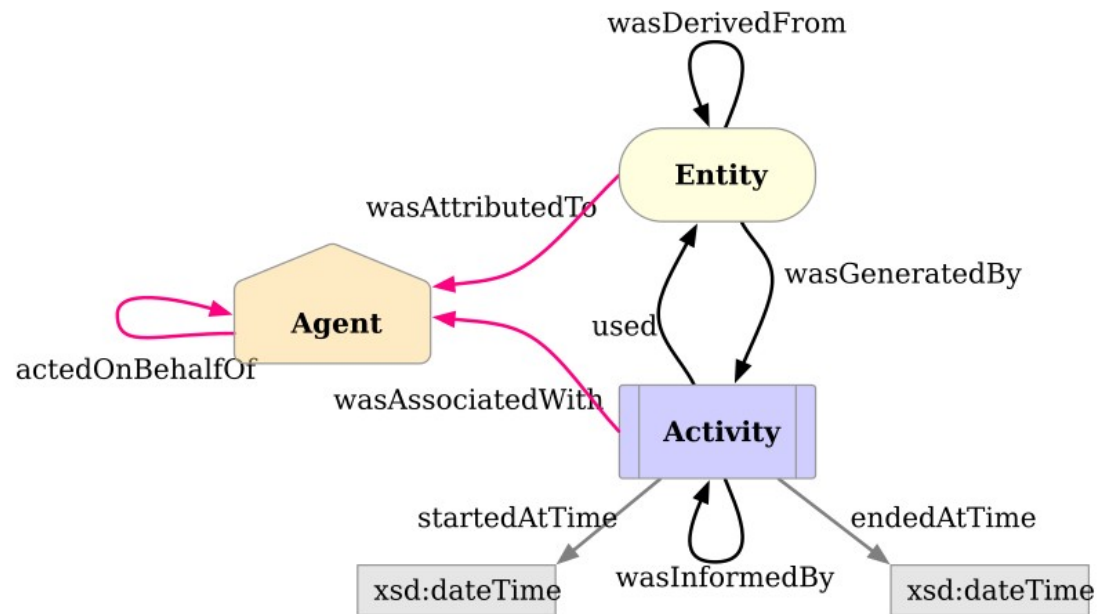 wasDerivedFrom
Entity
wasAttributedTo
wasGeneratedBy
Agent
used
actedOnBehalfOf
wasAssociatedWith
Activity
startedAtTime
endedAtTime
wasInformedBy
xsd:dateTime
xsd:dateTime